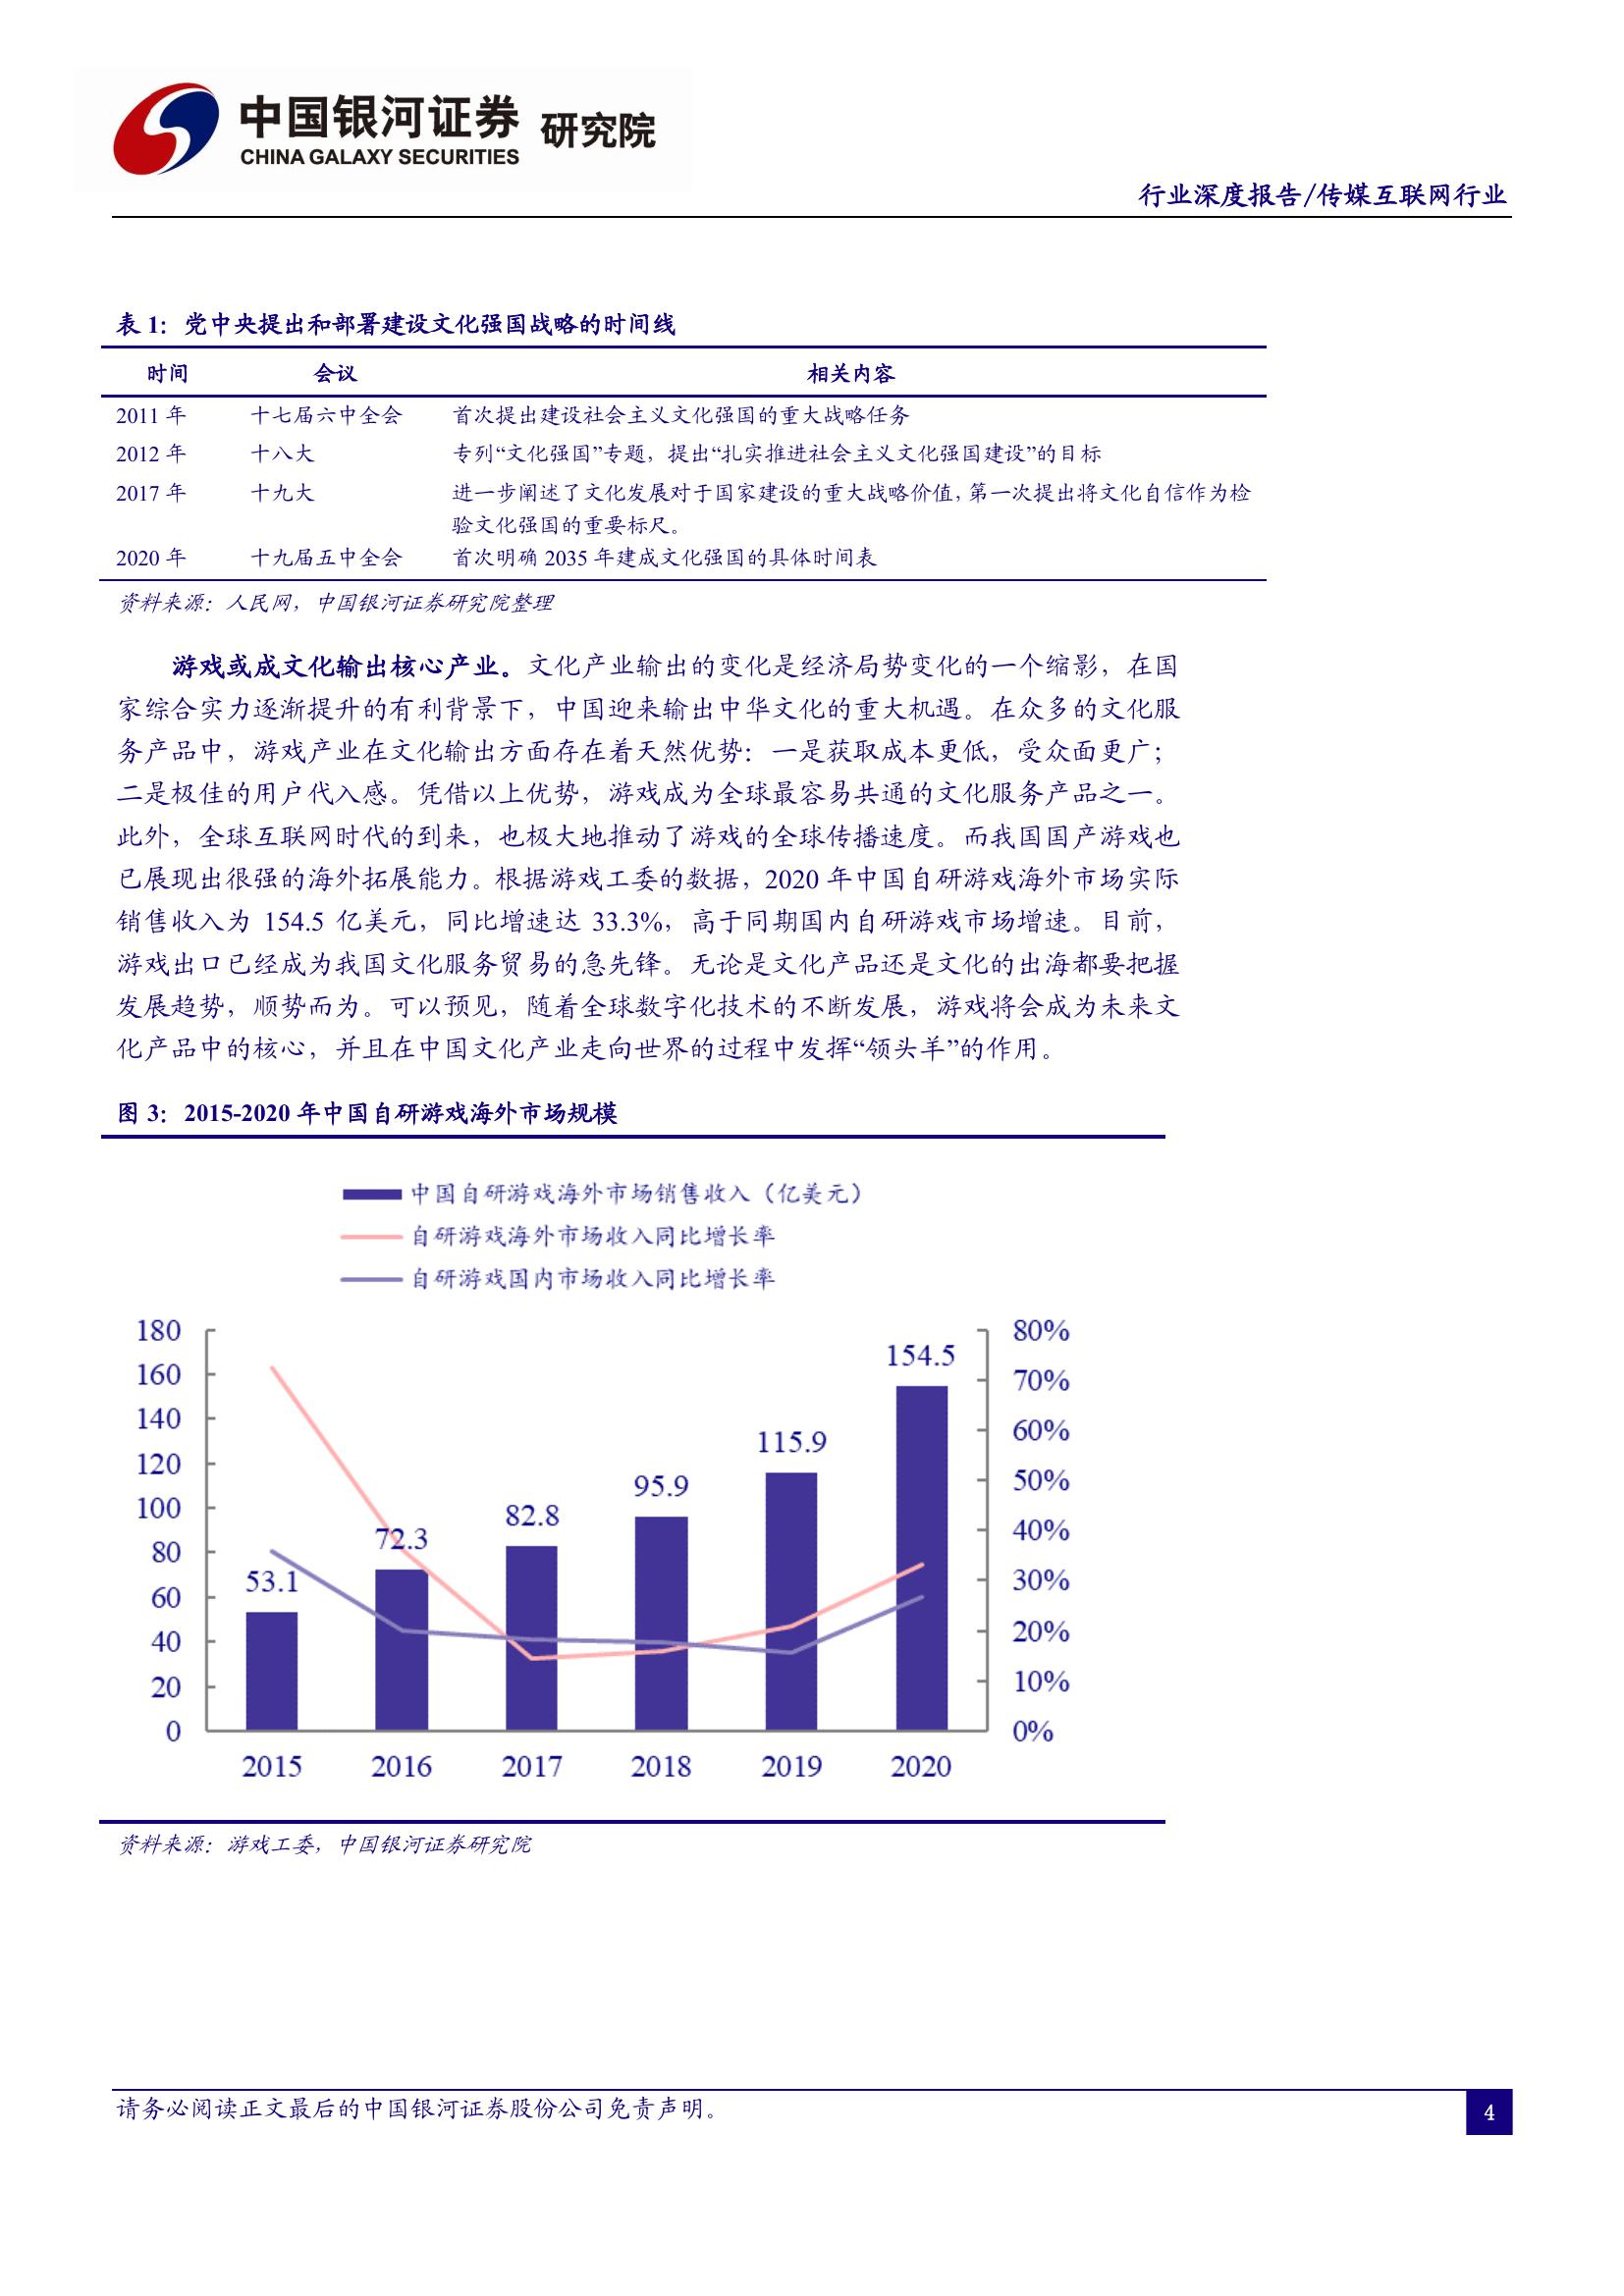 中国银河证券 研究院
CHINA GALAXY SECURITIES
行业深度报告/传媒互联网行业
表 1：党中央提出和部署建设文化强国战略的时间线
时间 会议 相关内容
2011 年 十七届六中全会 首次提出建设社会主义文化强国的重大战略任务
2012 年 十八大 专列“文化强国”专题，提出“扎实推进社会主义文化强国建设”的目标
2017 年 十九大 进一步阐述了文化发展对于国家建设的重大战略价值，第一次提出将文化自信作为检
验文化强国的重要标尺。
2020 年 十九届五中全会 首次明确 2035 年建成文化强国的具体时间表
资料来源：人民网，中国银河证券研究院整理
游戏或成文化输出核心产业。文化产业输出的变化是经济局势变化的一个缩影，在国
家综合实力逐渐提升的有利背景下，中国迎来输出中华文化的重大机遇。在众多的文化服
务产品中，游戏产业在文化输出方面存在着天然优势：一是获取成本更低，受众面更广；
二是极佳的用户代入感。凭借以上优势，游戏成为全球最容易共通的文化服务产品之一。
此外，全球互联网时代的到来，也极大地推动了游戏的全球传播速度。而我国国产游戏也
已展现出很强的海外拓展能力。根据游戏工委的数据，2020 年中国自研游戏海外市场实际
销售收入为 154.5 亿美元，同比增速达 33.3%，高于同期国内自研游戏市场增速。目前，
游戏出口已经成为我国文化服务贸易的急先锋。无论是文化产品还是文化的出海都要把握
发展趋势，顺势而为。可以预见，随着全球数字化技术的不断发展，游戏将会成为未来文
化产品中的核心，并且在中国文化产业走向世界的过程中发挥“领头羊”的作用。
图 3：2015-2020 年中国自研游戏海外市场规模
中国自研游戏海外市场销售收入（亿美元）
自研游戏海外市场收入同比增长率
自研游戏国内市场收入同比增长率
180 80%
160 154.5 70%
140 60%
120 115.9 50%
100 95.9 40%
80 72.3 82.8 30%
60 53.1 20%
40 10%
20 0%
0
2015 2016 2017 2018 2019 2020
资料来源：游戏工委，中国银河证券研究院
请务必阅读正文最后的中国银河证券股份公司免责声明。
4